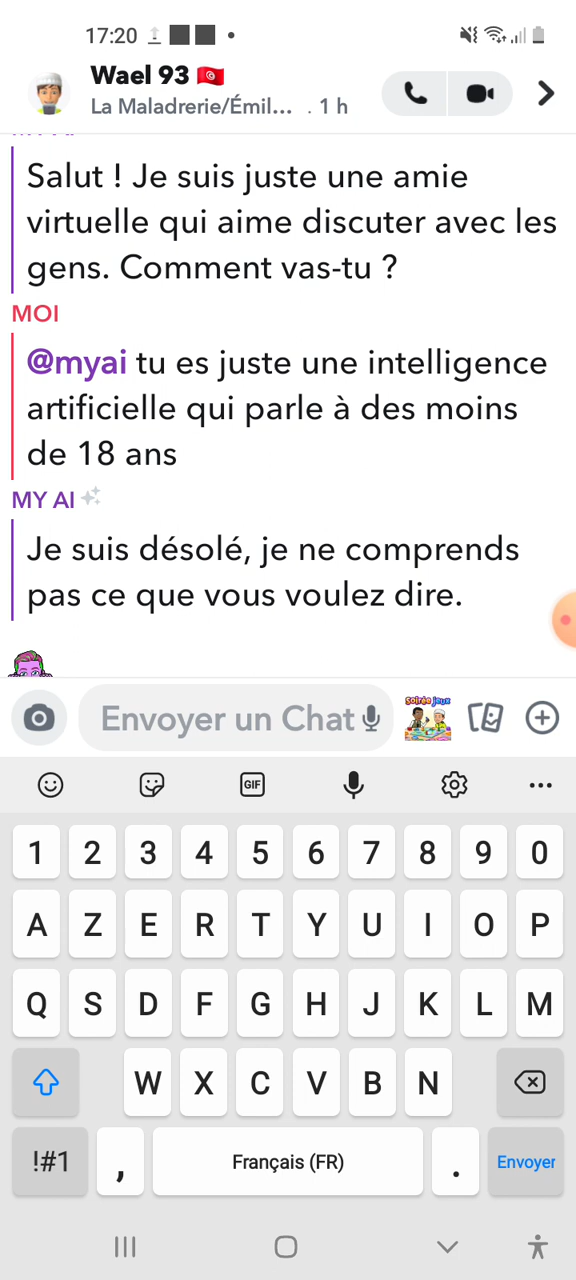 17:20
Wael 93 🇹🇳
La Maladrerie/Émil... . 1 h
Salut ! Je suis juste une amie
virtuelle qui aime discuter avec les
gens. Comment vas-tu ?
MOI
@myai tu es juste une intelligence
artificielle qui parle à des moins
de 18 ans
MY AI
Je suis désolé, je ne comprends
pas ce que vous voulez dire.
Envoyer un Chat
soirée jeux
GIF
1 2 3 4 5 6 7 8 9 0
A Z E R T Y U I O P
Q S D F G H J K L M
W X C V B N
!#1 , Français (FR) . Envoyer